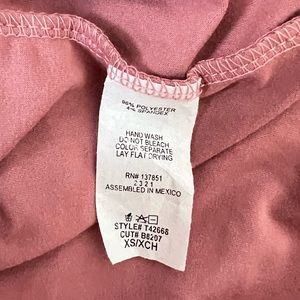 96% POLYESTER
4% SPANDEX
HAND WASH
DO NOT BLEACH
COLOR SEPARATE
LAY FLAT DRYING
RN# 137851
2321
ASSEMBLED IN MEXICO
STYLE# T42668
CUT# B8207
XS/XCH